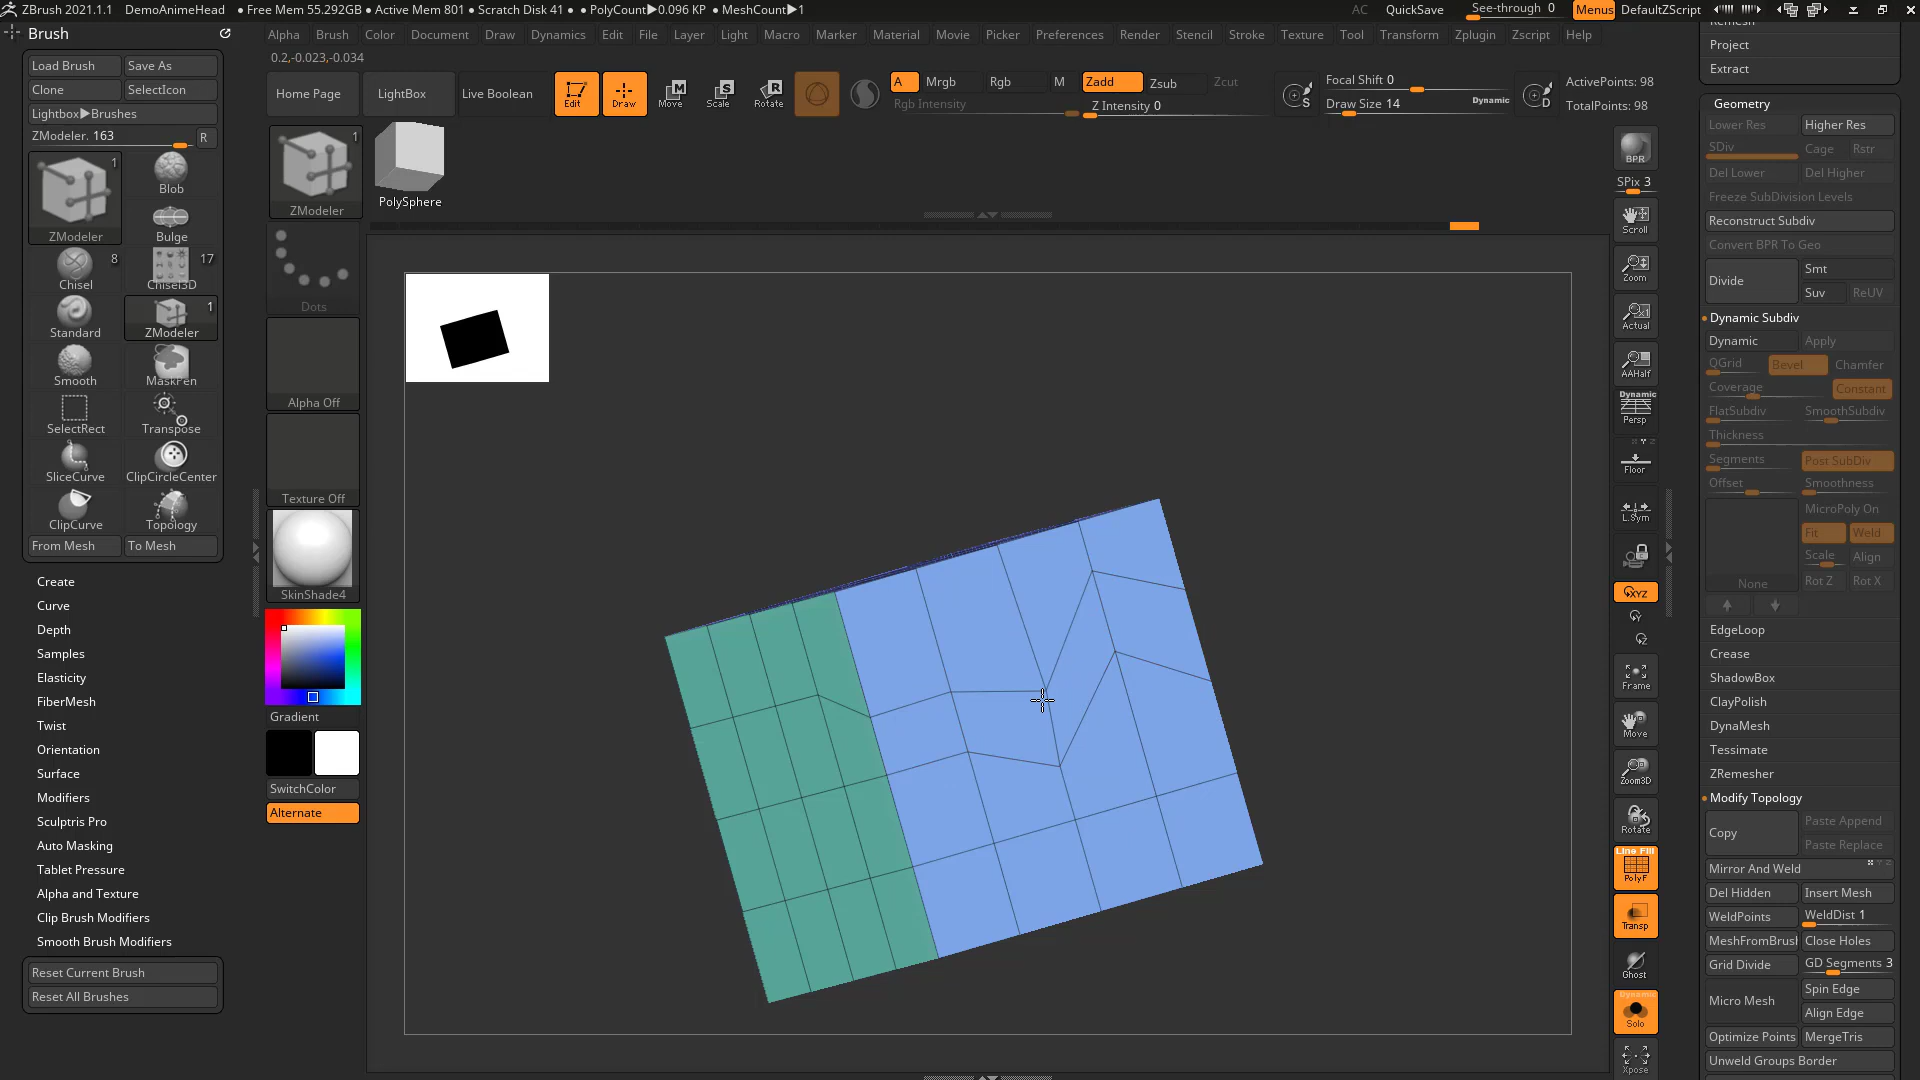 ZBrush 2021.1.1 DemoAnimeHead • Free Mem 55.292GB • Active Mem 801 • Scratch Disk 41 • PolyCount▶0.096 KP • MeshCount▶1 AC QuickSave See-through 0 Menus DefaultZScript
Brush
Alpha Brush Color Document Draw Dynamics Edit File Layer Light Macro Marker Material Movie Picker Preferences Render Stencil Stroke Texture Tool Transform Zplugin Zscript Help
0.2,-0.023,-0.034
Load Brush Save As
Clone SelectIcon
Lightbox▶Brushes
ZModeler. 163 R
1
ZModeler
Blob
Bulge
8
Chisel
17
Chisel3D
Standard
1
ZModeler
Smooth
MaskPen
SelectRect
Transpose
SliceCurve
ClipCircleCenter
ClipCurve
Topology
From Mesh To Mesh
Create
Curve
Depth
Samples
Elasticity
FiberMesh
Twist
Orientation
Surface
Modifiers
Sculptris Pro
Auto Masking
Tablet Pressure
Alpha and Texture
Clip Brush Modifiers
Smooth Brush Modifiers
Reset Current Brush
Reset All Brushes
Home Page LightBox Live Boolean
Edit Draw Move Scale Rotate
A Mrgb Rgb M Zadd Zsub Zcut
Rgb Intensity Z Intensity 0
S
Focal Shift 0
Draw Size 14 Dynamic
D
ActivePoints: 98
TotalPoints: 98
1
ZModeler
PolySphere
Dots
Alpha Off
Texture Off
SkinShade4
Gradient
SwitchColor
Alternate
BPR
SPix 3
Scroll
Zoom
Actual
AAHalf
Dynamic
Persp
Floor
L.Sym
XYZ
Frame
Move
Zoom3D
Rotate
Line Fill
PolyF
Transp
Ghost
Dynamic
Solo
Xpose
Project
Extract
Geometry
Lower Res Higher Res
SDiv Cage Rstr
Del Lower Del Higher
Freeze SubDivision Levels
Reconstruct Subdiv
Convert BPR To Geo
Divide Smt
Suv ReUV
Dynamic Subdiv
Dynamic Apply
QGrid Bevel Chamfer
Coverage Constant
FlatSubdiv SmoothSubdiv
Thickness
Segments Post SubDiv
Offset Smoothness
MicroPoly On
Fit Weld
Scale Align
None Rot Z Rot X
EdgeLoop
Crease
ShadowBox
ClayPolish
DynaMesh
Tessimate
ZRemesher
Modify Topology
Copy Paste Append
Paste Replace
Mirror And Weld
Del Hidden Insert Mesh
WeldPoints WeldDist 1
MeshFromBrush Close Holes
Grid Divide GD Segments 3
Micro Mesh Spin Edge
Align Edge
Optimize Points MergeTris
Unweld Groups Border